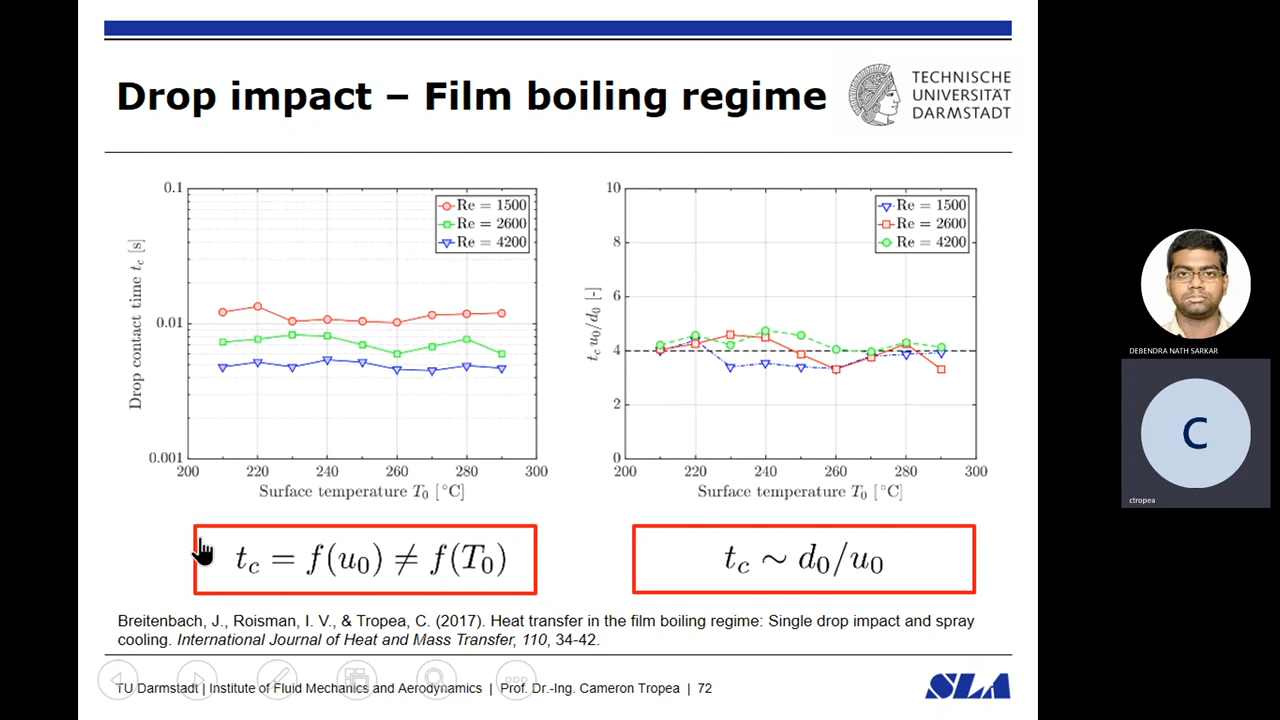 Drop impact – Film boiling regime
TECHNISCHE
UNIVERSITÄT
DARMSTADT
0.1
0.01
0.001
Drop contact time t_c [s]
Re = 1500
Re = 2600
Re = 4200
200 220 240 260 280 300
Surface temperature T_0 [°C]
10
8
6
4
2
0
t_c u_0/d_0 [-]
Re = 1500
Re = 2600
Re = 4200
200 220 240 260 280 300
Surface temperature T_0 [°C]
t_c = f(u_0) ≠ f(T_0)
t_c ∼ d_0/u_0
Breitenbach, J., Roisman, I. V., & Tropea, C. (2017). Heat transfer in the film boiling regime: Single drop impact and spray
cooling. International Journal of Heat and Mass Transfer, 110, 34-42.
TU Darmstadt | Institute of Fluid Mechanics and Aerodynamics | Prof. Dr.-Ing. Cameron Tropea | 72
SLA
DEBENDRA NATH SARKAR
C
ctropea